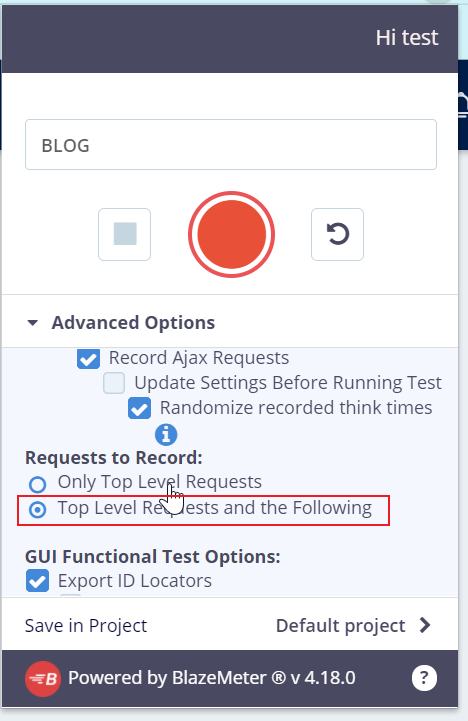 Hi test
BLOG
Advanced Options
Record Ajax Requests
Update Settings Before Running Test
Randomize recorded think times
Requests to Record:
Only Top Level Requests
Top Level Requests and the Following
GUI Functional Test Options:
Export ID Locators
Save in Project Default project
Powered by BlazeMeter ® v 4.18.0 ?